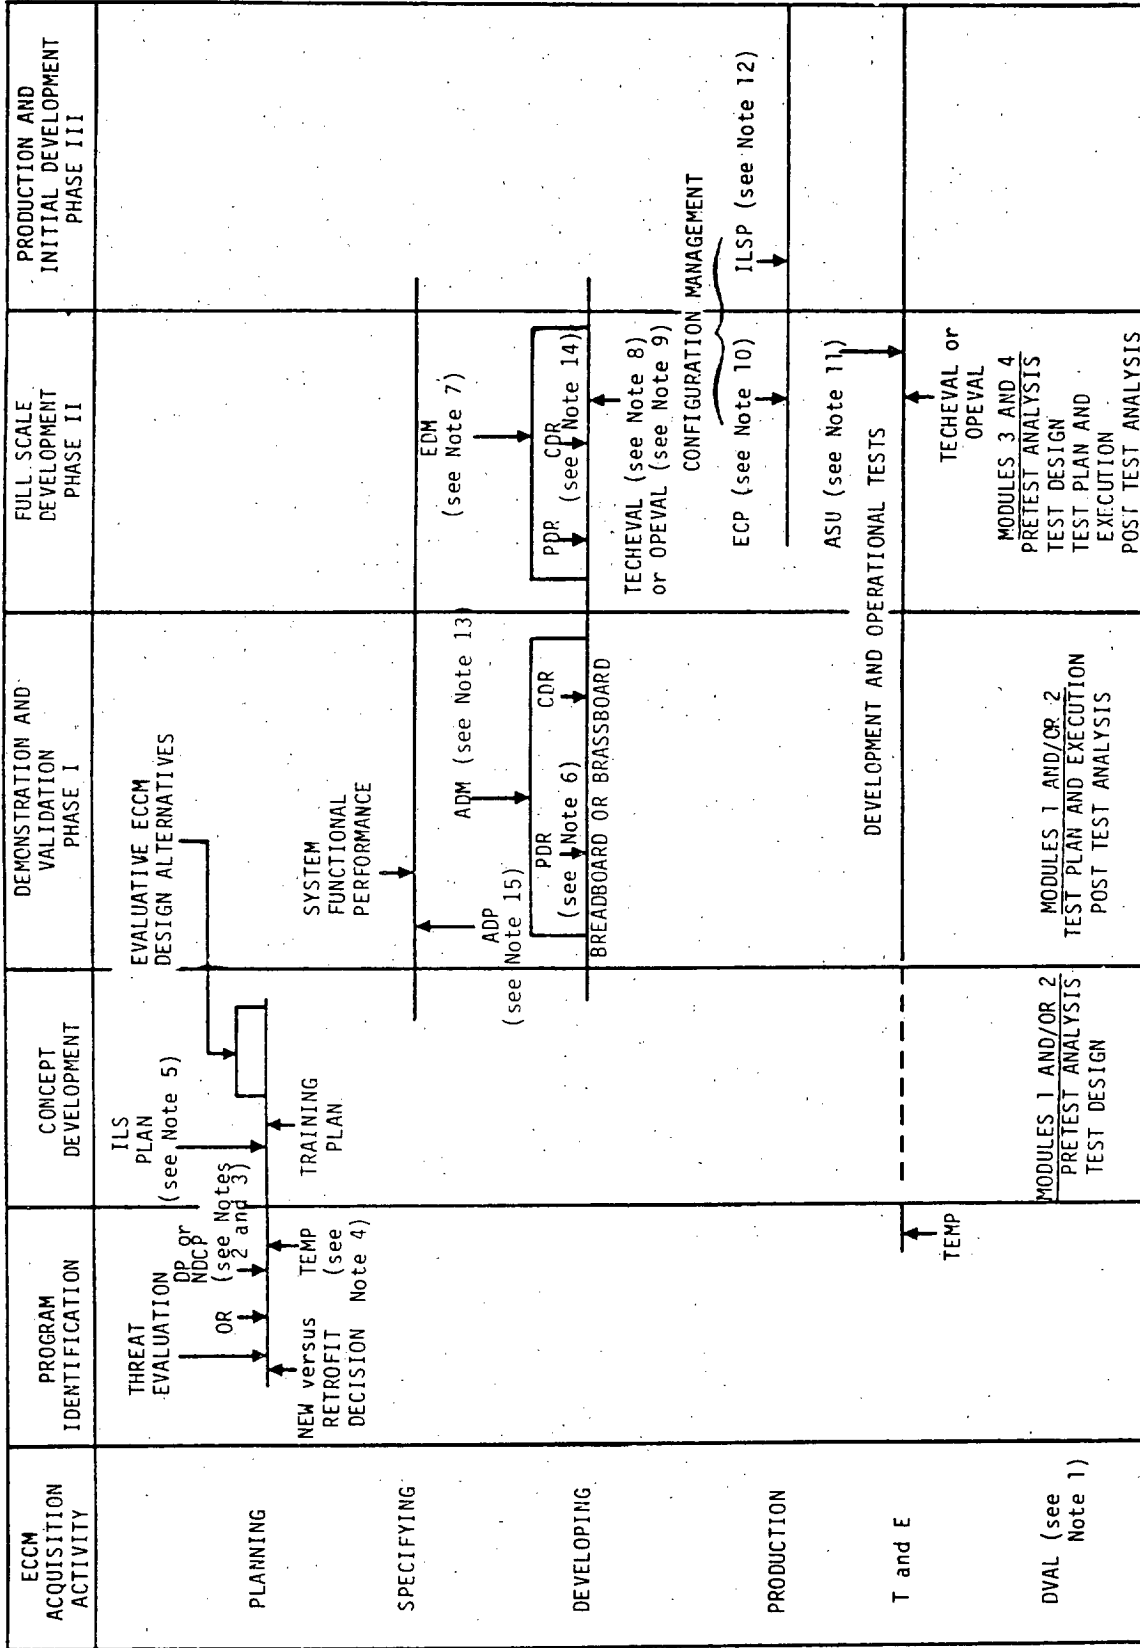 ECCM
ACQUISITION
ACTIVITY
PROGRAM
IDENTIFICATION
CONCEPT
DEVELOPMENT
DEMONSTRATION AND
VALIDATION
PHASE I
FULL SCALE
DEVELOPMENT
PHASE II
PRODUCTION AND
INITIAL DEVELOPMENT
PHASE III
PLANNING
THREAT
EVALUATION
OR
DP or
NDCP
(see Notes
2 and 3)
NEW versus
RETROFIT
DECISION
TEMP
(see
Note 4)
ILS
PLAN
(see Note 5)
TRAINING
PLAN
EVALUATIVE ECCM
DESIGN ALTERNATIVES
SPECIFYING
SYSTEM
FUNCTIONAL
PERFORMANCE
ADP
(see Note 15)
DEVELOPING
ADM (see Note 13)
PDR
(see Note 6)
CDR
BREADBOARD OR BRASSBOARD
EDM
(see Note 7)
PDR
CDR
(see Note 14)
TECHEVAL (see Note 8)
or OPEVAL (see Note 9)
PRODUCTION
CONFIGURATION MANAGEMENT
ECP (see Note 10)
ILSP (see Note 12)
T and E
TEMP
DEVELOPMENT AND OPERATIONAL TESTS
ASU (see Note 11)
TECHEVAL or
OPEVAL
DVAL (see
Note 1)
MODULES 1 AND/OR 2
PRETEST ANALYSIS
TEST DESIGN
MODULES 1 AND/OR 2
TEST PLAN AND EXECUTION
POST TEST ANALYSIS
MODULES 3 AND 4
PRETEST ANALYSIS
TEST DESIGN
TEST PLAN AND
EXECUTION
POST TEST ANALYSIS